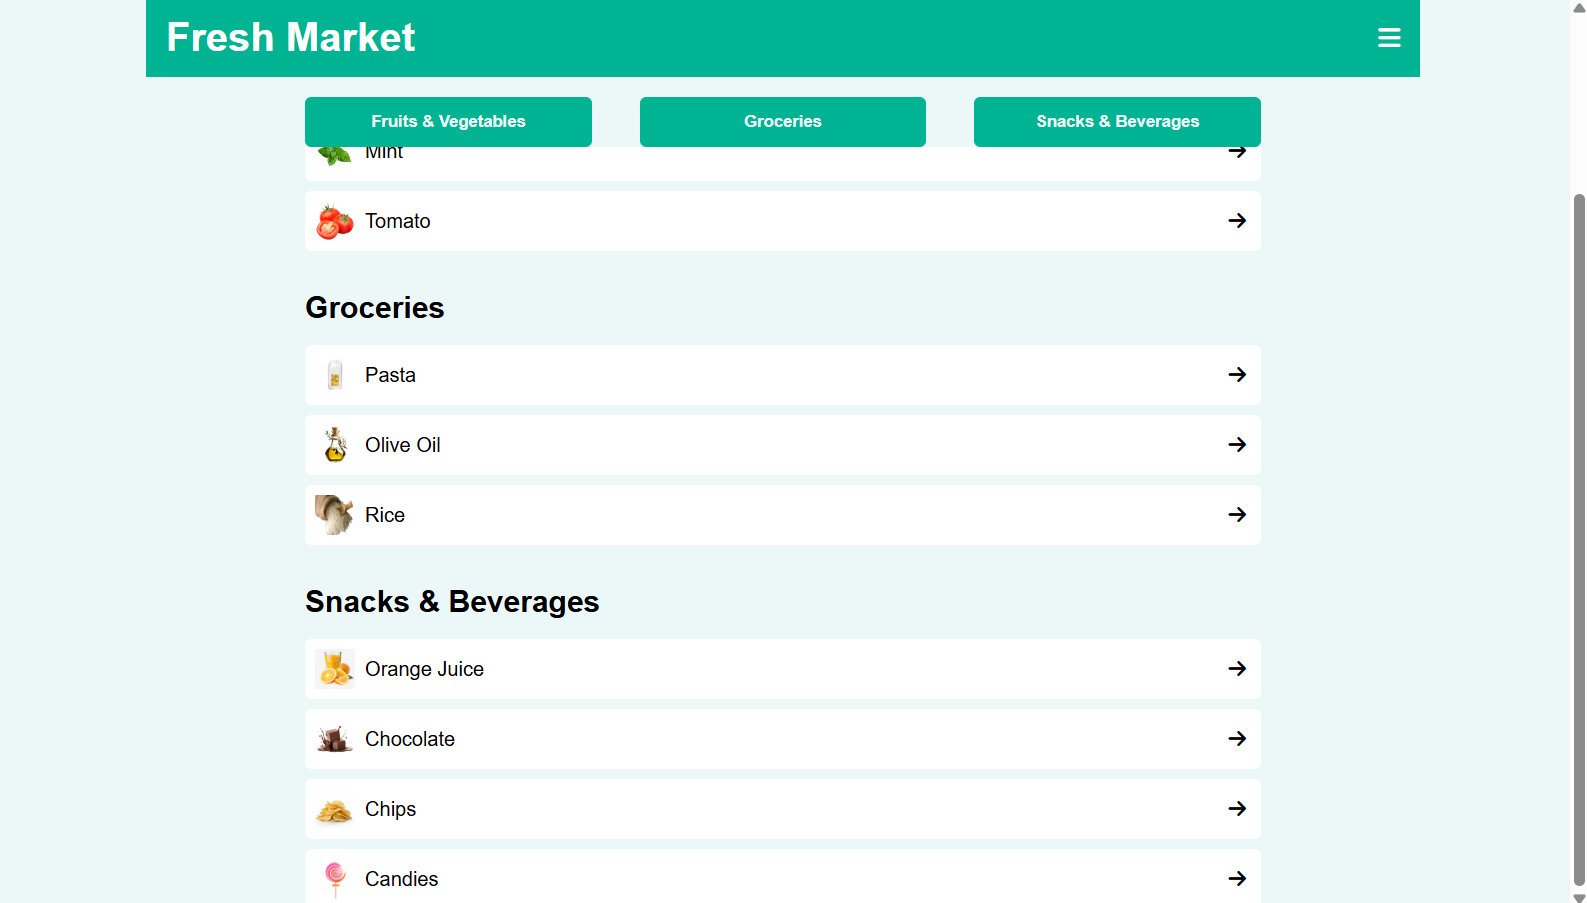 Fresh Market
Fruits & Vegetables
Groceries
Snacks & Beverages
Mint
Tomato
Groceries
Pasta
Olive Oil
Rice
Snacks & Beverages
Orange Juice
Chocolate
Chips
Candies